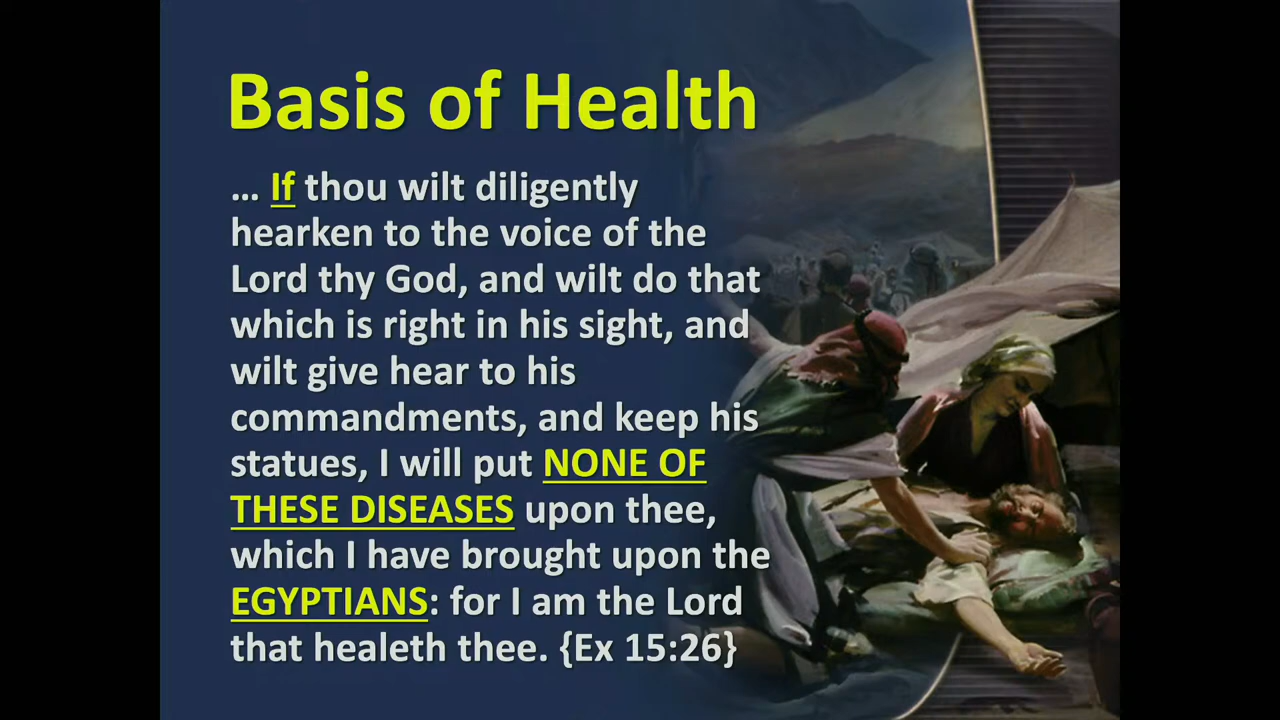 Basis of Health
… If thou wilt diligently
hearken to the voice of the
Lord thy God, and wilt do that
which is right in his sight, and
wilt give hear to his
commandments, and keep his
statues, I will put NONE OF
THESE DISEASES upon thee,
which I have brought upon the
EGYPTIANS: for I am the Lord
that healeth thee. {Ex 15:26}